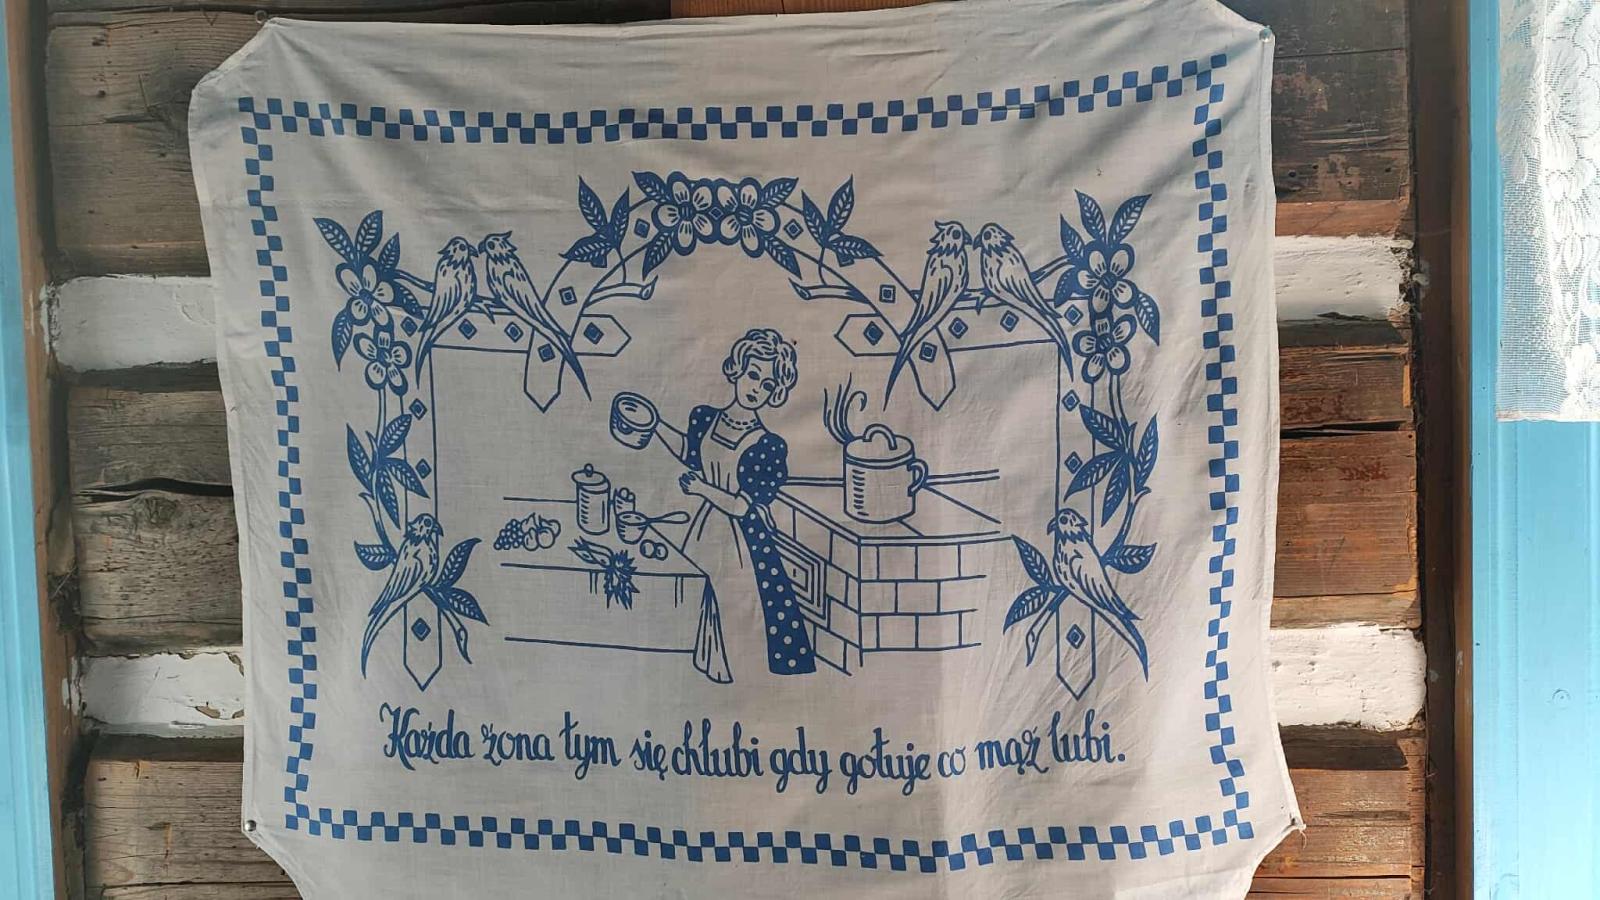 Każda żona tym się chlubi gdy gotuje co mąż lubi.